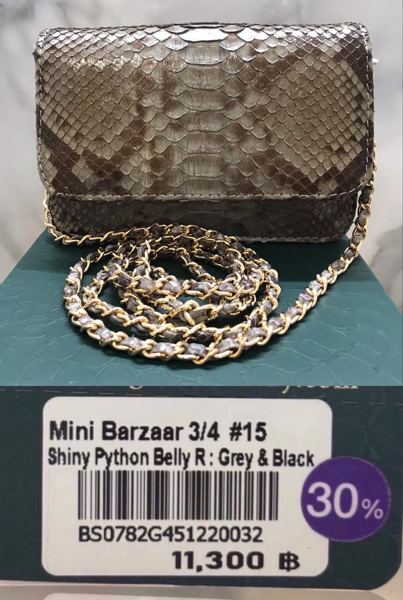 Mini Barzaar 3/4 #15
Shiny Python Belly R : Grey & Black
30%
BS0782G451220032
11,300 ฿